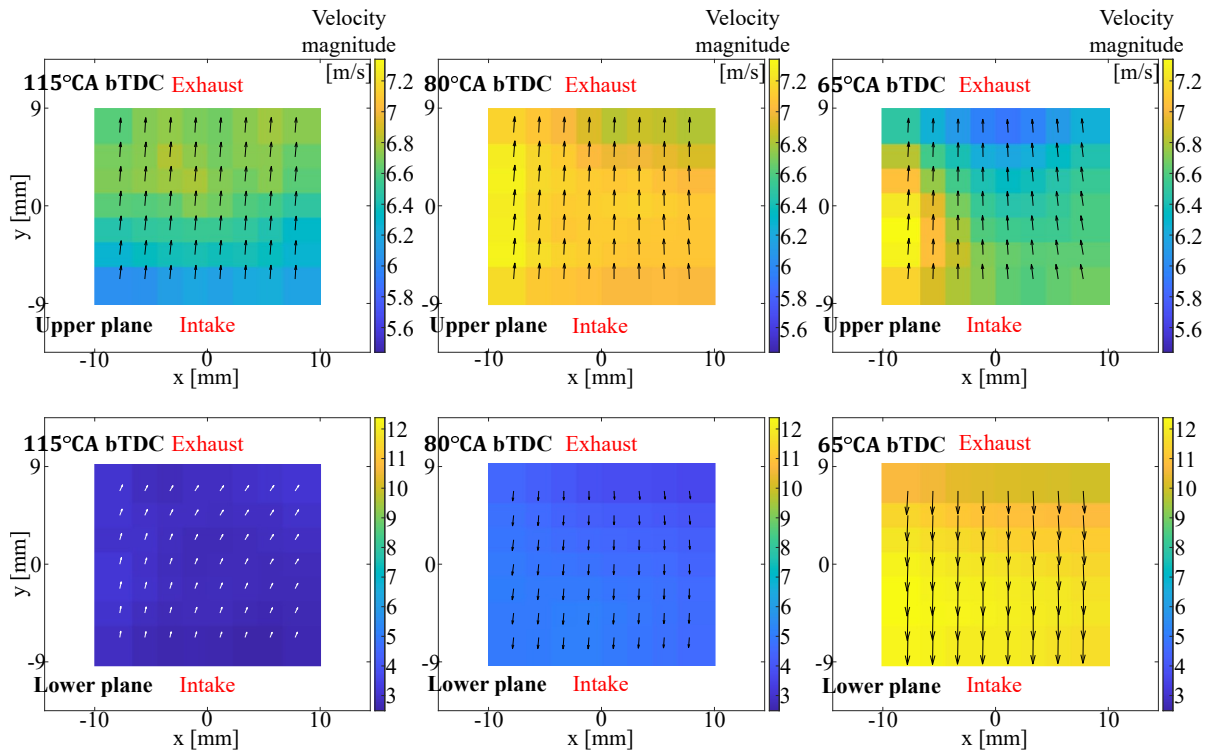 Velocity
magnitude
[m/s]
115°CA bTDC Exhaust
9
0
-9
y [mm]
Upper plane Intake
-10 0 10
x [mm]
7.2
7
6.8
6.6
6.4
6.2
6
5.8
5.6
Velocity
magnitude
[m/s]
80°CA bTDC Exhaust
9
0
-9
Upper plane Intake
-10 0 10
x [mm]
7.2
7
6.8
6.6
6.4
6.2
6
5.8
5.6
Velocity
magnitude
[m/s]
65°CA bTDC Exhaust
9
0
-9
Upper plane Intake
-10 0 10
x [mm]
7.2
7
6.8
6.6
6.4
6.2
6
5.8
5.6
115°CA bTDC Exhaust
9
0
-9
y [mm]
Lower plane Intake
-10 0 10
x [mm]
12
11
10
9
8
7
6
5
4
3
80°CA bTDC Exhaust
9
0
-9
Lower plane Intake
-10 0 10
x [mm]
12
11
10
9
8
7
6
5
4
3
65°CA bTDC Exhaust
9
0
-9
Lower plane Intake
-10 0 10
x [mm]
12
11
10
9
8
7
6
5
4
3